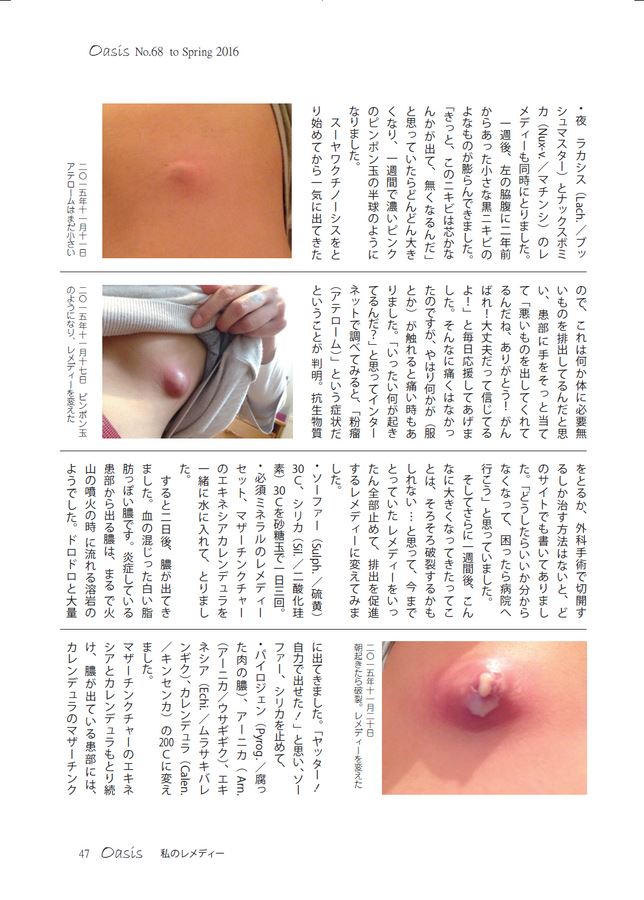 Oasis No.68 to Spring 2016
・夜　ラカシス（Lach.／ブッ
シュマスター）とナックスボミ
カ（Nux-v.／マチンシ）のレ
メディーも同時にとりました。
　一週後、左の脇腹に二年前
からあった小さな黒ニキビの
よなものが膨らんできました。
「きっと、このニキビは芯かな
んかが出て、無くなるんだ」
と思っていたらどんどん大き
くなり、一週間で濃いピンク
のピンポン玉の半球のように
なりました。
　スーヤワクチノーシスをと
り始めてから一気に出てきた
二〇一五年十一月十一日
アテロームはまだ小さい
ので、これは何か体に必要無
いものを排出してるんだと思
い、患部に手をそっと当て
て「悪いものを出してくれて
るんだね、ありがとう！がん
ばれ！大丈夫だって信じてる
よ！」と毎日応援してあげま
した。そんなに痛くはなかっ
たのですが、やはり何かが（服
とか）が触れると痛い時もあ
りました。「いったい何が起き
てるんだ？」と思ってインター
ネットで調べてみると、「粉瘤
（アテローム）」という症状だ
ということが判明。抗生物質
二〇一五年十一月十七日　ピンポン玉
のようになり、レメディーを変えた
をとるか、外科手術で切開す
るしか治す方法はないと、ど
のサイトでも書いてありまし
た。「どうしたらいいか分から
なくなって、困ったら病院へ
行こう」と思っていました。
　そしてさらに一週間後、こん
なに大きくなってきたってこ
とは、そろそろ破裂するかも
しれない…と思って、今まで
とっていたレメディーをいっ
たん全部止めて、排出を促進
するレメディーに変えてみま
した。
・ソーファー（Sulph.／硫黄）
30C、シリカ（Sil.／二酸化珪
素）30Cを砂糖玉で一日三回。
・必須ミネラルのレメディー
セット、マザーチンクチャー
のエキネシアカレンデュラを
一緒に水に入れて、とりまし
た。
　すると二日後、膿が出てき
ました。血の混じった白い脂
肪っぽい膿です。炎症している
患部から出る膿は、まるで火
山の噴火の時に流れる溶岩の
ようでした。ドロドロと大量
二〇一五年十一月二十日
朝起きたら破裂。レメディーを変えた
に出てきました。「ヤッター！
自力で出せた！」と思い、ソー
ファー、シリカを止めて、
・パイロジェン（Pyrog.／腐っ
た肉の膿）、アーニカ（Arn.
（アーニカ／ウサギギク）、エキ
ネシア（Echi.／ムラサキバレ
ンギク）、カレンデュラ（Calen.
／キンセンカ）の200Cに変え
ました。
マザーチンクチャーのエキネ
シアとカレンデュラもとり続
け、膿が出ている患部には、
カレンデュラのマザーチンク
47 Oasis 私のレメディー